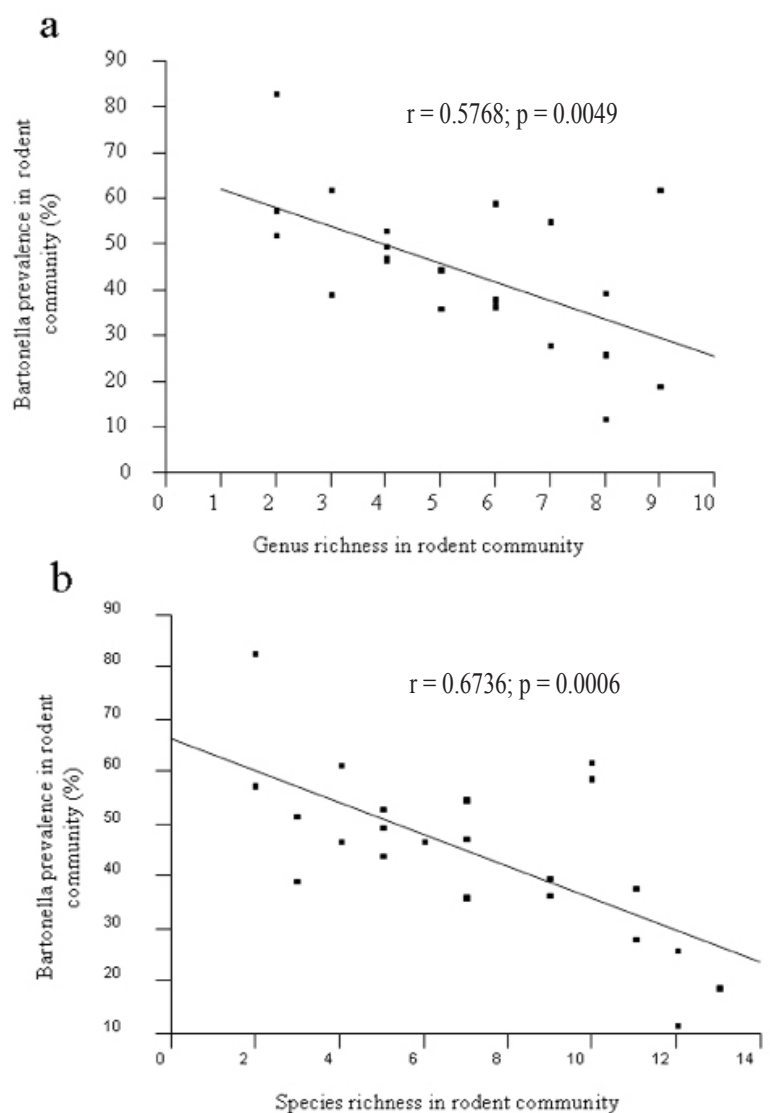 a
90
80
70
60
50
40
30
20
10
0
Bartonella prevalence in rodent
community (%)
r = 0.5768; p = 0.0049
0 1 2 3 4 5 6 7 8 9 10
Genus richness in rodent community
b
90
80
70
60
50
40
30
20
10
Bartonella prevalence in rodent
community (%)
r = 0.6736; p = 0.0006
0 2 4 6 8 10 12 14
Species richness in rodent community